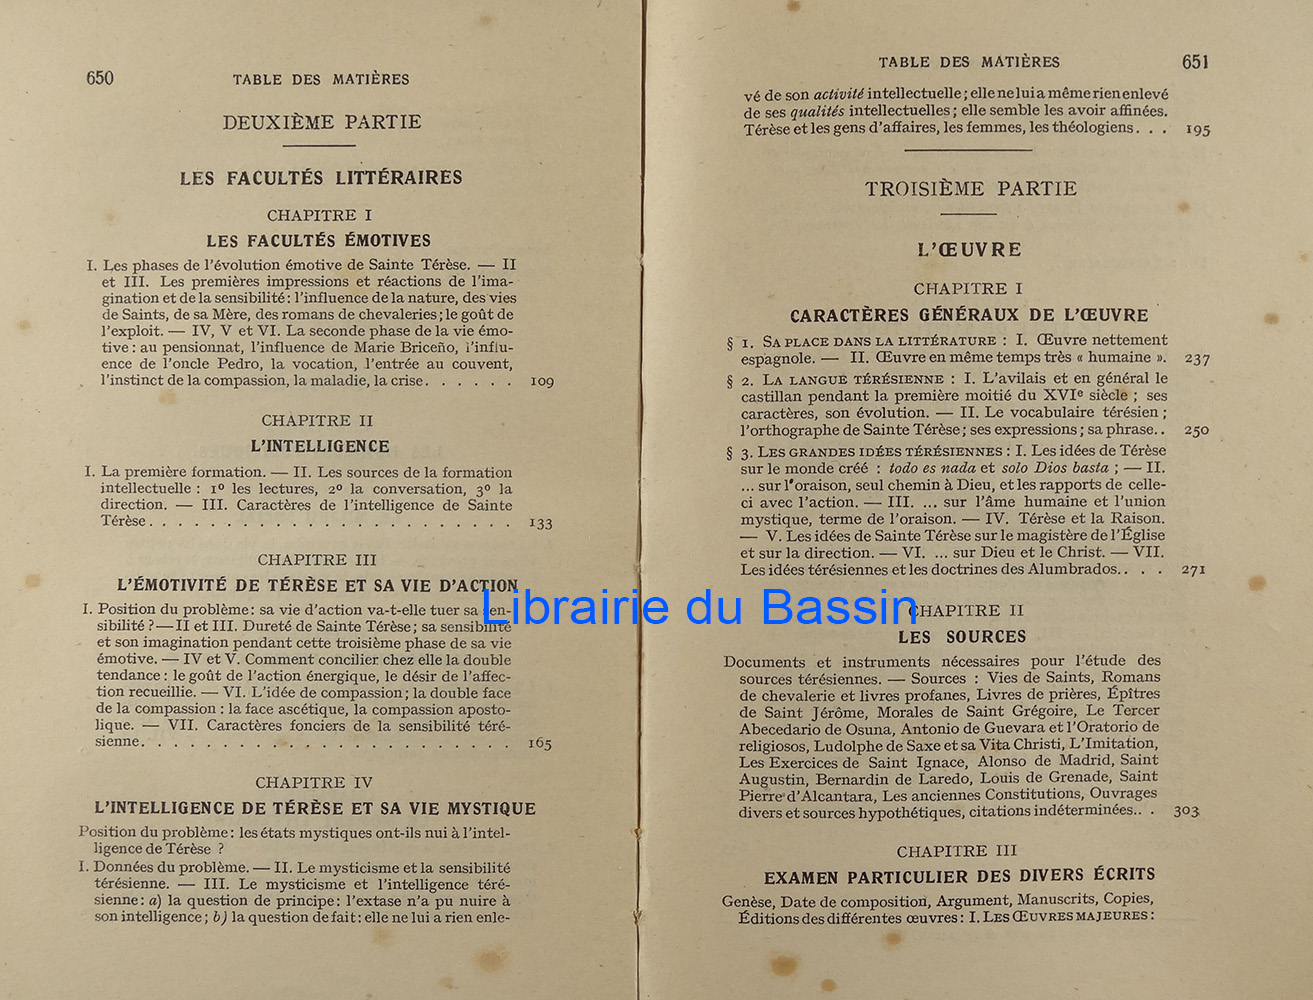 650
TABLE DES MATIÈRES
DEUXIÈME PARTIE
LES FACULTÉS LITTÉRAIRES
CHAPITRE I
LES FACULTÉS ÉMOTIVES
I. Les phases de l'évolution émotive de Sainte Térèse. — II
et III. Les premières impressions et réactions de l'ima-
gination et de la sensibilité : l'influence de la nature, des vies
de Saints, de sa Mère, des romans de chevaleries ; le goût de
l'exploit. — IV, V et VI. La seconde phase de la vie émo-
tive : au pensionnat, l'influence de Marie Briceño, l'influ-
ence de l'oncle Pedro, la vocation, l'entrée au couvent,
l'instinct de la compassion, la maladie, la crise. . . . . . . 109
CHAPITRE II
L'INTELLIGENCE
I. La première formation. — II. Les sources de la formation
intellectuelle : 1º les lectures, 2º la conversation, 3º la
direction. — III. Caractères de l'intelligence de Sainte
Térèse. . . . . . . . . . . . . . . . . . . . . . . . 133
CHAPITRE III
L'ÉMOTIVITÉ DE TÉRÈSE ET SA VIE D'ACTION
I. Position du problème : sa vie d'action va-t-elle tuer sa sen-
sibilité ? — II et III. Dureté de Sainte Térèse ; sa sensibilité
et son imagination pendant cette troisième phase de sa vie
émotive. — IV et V. Comment concilier chez elle la double
tendance : le goût de l'action énergique, le désir de l'affec-
tion recueillie. — VI. L'idée de compassion ; la double face
de la compassion : la face ascétique, la compassion aposto-
lique. — VII. Caractères fonciers de la sensibilité téré-
sienne. . . . . . . . . . . . . . . . . . . . . . . . 165
CHAPITRE IV
L'INTELLIGENCE DE TÉRÈSE ET SA VIE MYSTIQUE
Position du problème : les états mystiques ont-ils nui à l'intel-
ligence de Térèse ?
I. Données du problème. — II. Le mysticisme et la sensibilité
térésienne. — III. Le mysticisme et l'intelligence téré-
sienne : a) la question de principe : l'extase n'a pu nuire à
son intelligence ; b) la question de fait : elle ne lui a rien enle-
TABLE DES MATIÈRES
651
vé de son activité intellectuelle ; elle ne lui a même rien enlevé
de ses qualités intellectuelles ; elle semble les avoir affinées.
Térèse et les gens d'affaires, les femmes, les théologiens. . . 195
TROISIÈME PARTIE
L'ŒUVRE
CHAPITRE I
CARACTÈRES GÉNÉRAUX DE L'ŒUVRE
§ 1. SA PLACE DANS LA LITTÉRATURE : I. Œuvre nettement
espagnole. — II. Œuvre en même temps très « humaine ». 237
§ 2. LA LANGUE TÉRÉSIENNE : I. L'avilais et en général le
castillan pendant la première moitié du XVIe siècle ; ses
caractères, son évolution. — II. Le vocabulaire térésien ;
l'orthographe de Sainte Térèse ; ses expressions ; sa phrase. . 250
§ 3. LES GRANDES IDÉES TÉRÉSIENNES : I. Les idées de Térèse
sur le monde créé : todo es nada et solo Dios basta ; — II.
... sur l'oraison, seul chemin à Dieu, et les rapports de celle-
ci avec l'action. — III. ... sur l'âme humaine et l'union
mystique, terme de l'oraison. — IV. Térèse et la Raison.
— V. Les idées de Sainte Térèse sur le magistère de l'Église
et sur la direction. — VI. ... sur Dieu et le Christ. — VII.
Les idées térésiennes et les doctrines des Alumbrados. . . . 271
CHAPITRE II
LES SOURCES
Documents et instruments nécessaires pour l'étude des
sources térésiennes. — Sources : Vies de Saints, Romans
de chevalerie et livres profanes, Livres de prières, Épîtres
de Saint Jérôme, Morales de Saint Grégoire, Le Tercer
Abecedario de Osuna, Antonio de Guevara et l'Oratorio de
religiosos, Ludolphe de Saxe et sa Vita Christi, L'Imitation,
Les Exercices de Saint Ignace, Alonso de Madrid, Saint
Augustin, Bernardin de Laredo, Louis de Grenade, Saint
Pierre d'Alcantara, Les anciennes Constitutions, Ouvrages
divers et sources hypothétiques, citations indéterminées. . . 303
CHAPITRE III
EXAMEN PARTICULIER DES DIVERS ÉCRITS
Genèse, Date de composition, Argument, Manuscrits, Copies,
Éditions des différentes œuvres : I. LES ŒUVRES MAJEURES :
Librairie du Bassin